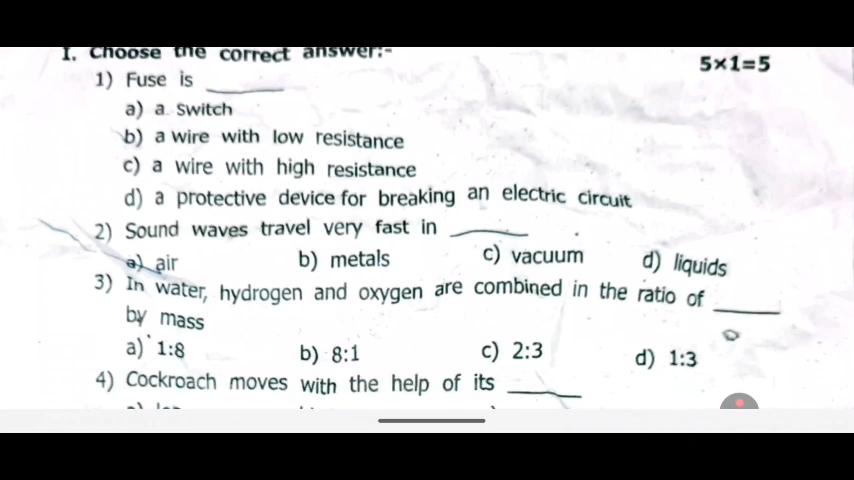 I. Choose the correct answer:-
5×1=5
1) Fuse is ______
a) a switch
b) a wire with low resistance
c) a wire with high resistance
d) a protective device for breaking an electric circuit
2) Sound waves travel very fast in ______
a) air b) metals c) vacuum d) liquids
3) In water, hydrogen and oxygen are combined in the ratio of ______
by mass
a) 1:8 b) 8:1 c) 2:3 d) 1:3
4) Cockroach moves with the help of its ______